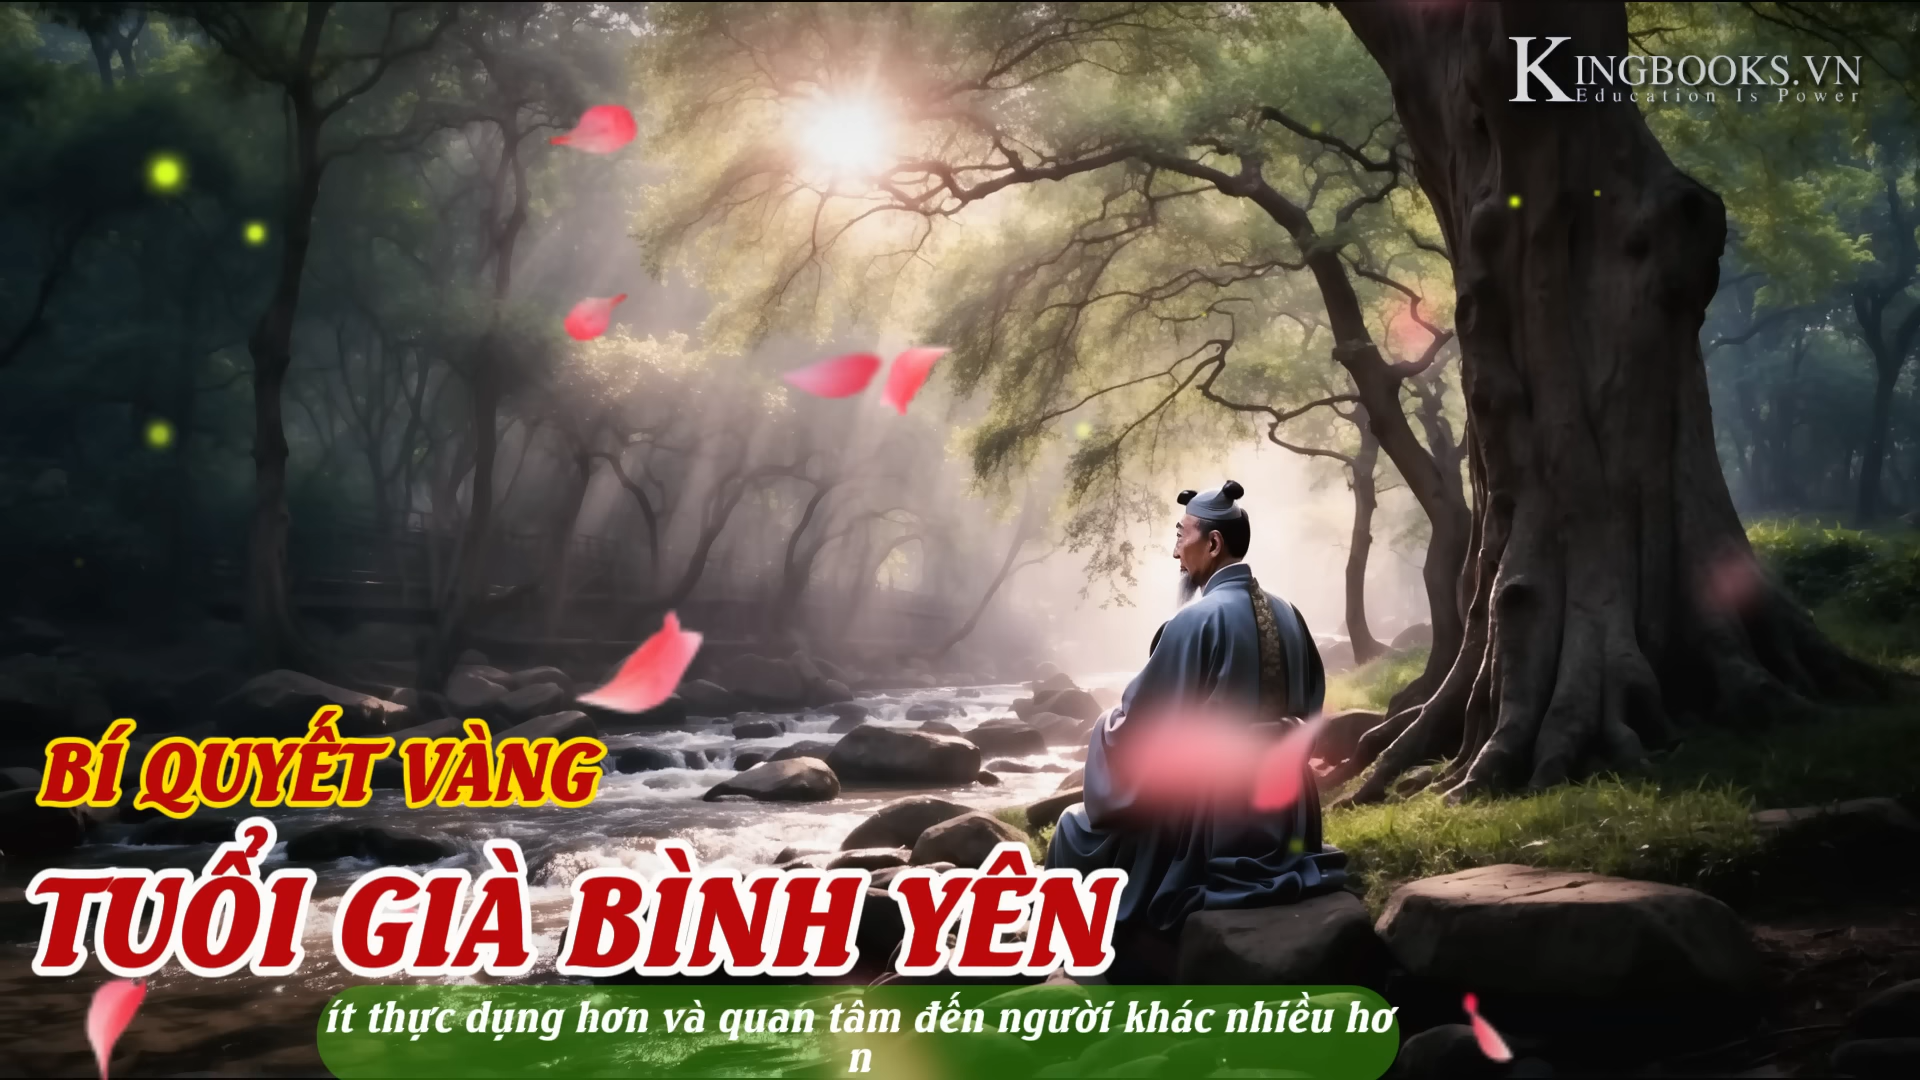 KINGBOOKS.VN
Education Is Power
BÍ QUYẾT VÀNG
TUỔI GIÀ BÌNH YÊN
ít thực dụng hơn và quan tâm đến người khác nhiều hơ
n